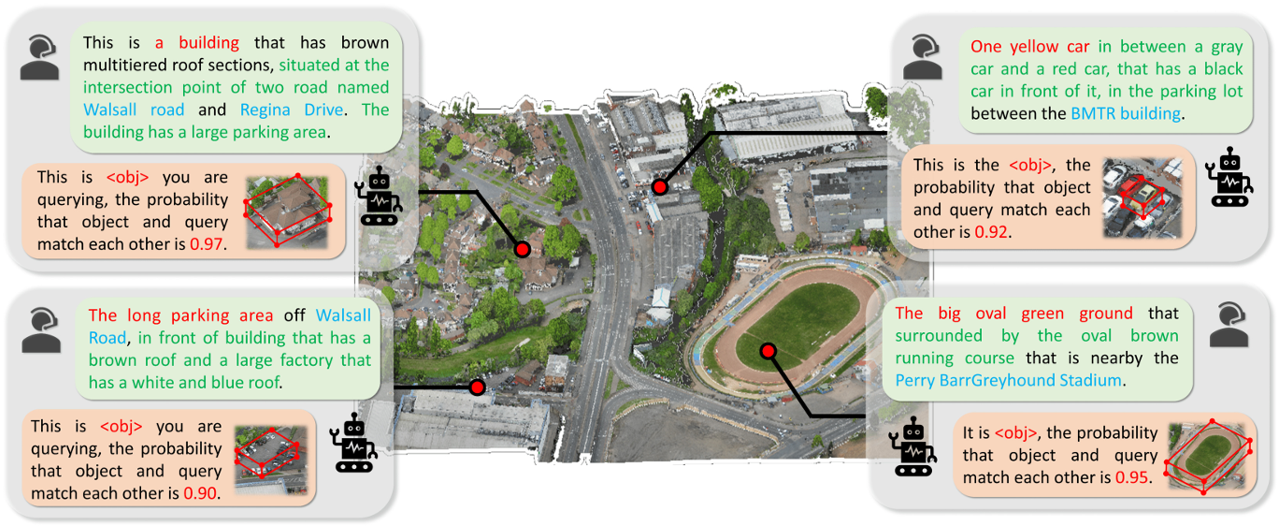 This is a building that has brown
multitiered roof sections, situated at the
intersection point of two road named
Walsall road and Regina Drive. The
building has a large parking area.
This is <obj> you are
querying, the probability
that object and query
match each other is 0.97.
One yellow car in between a gray
car and a red car, that has a black
car in front of it, in the parking lot
between the BMTR building.
This is the <obj>, the
probability that object
and query match each
other is 0.92.
The long parking area off Walsall
Road, in front of building that has a
brown roof and a large factory that
has a white and blue roof.
This is <obj> you are
querying, the probability
that object and query
match each other is 0.90.
The big oval green ground that
surrounded by the oval brown
running course that is nearby the
Perry BarrGreyhound Stadium.
It is <obj>, the probability
that object and query
match each other is 0.95.